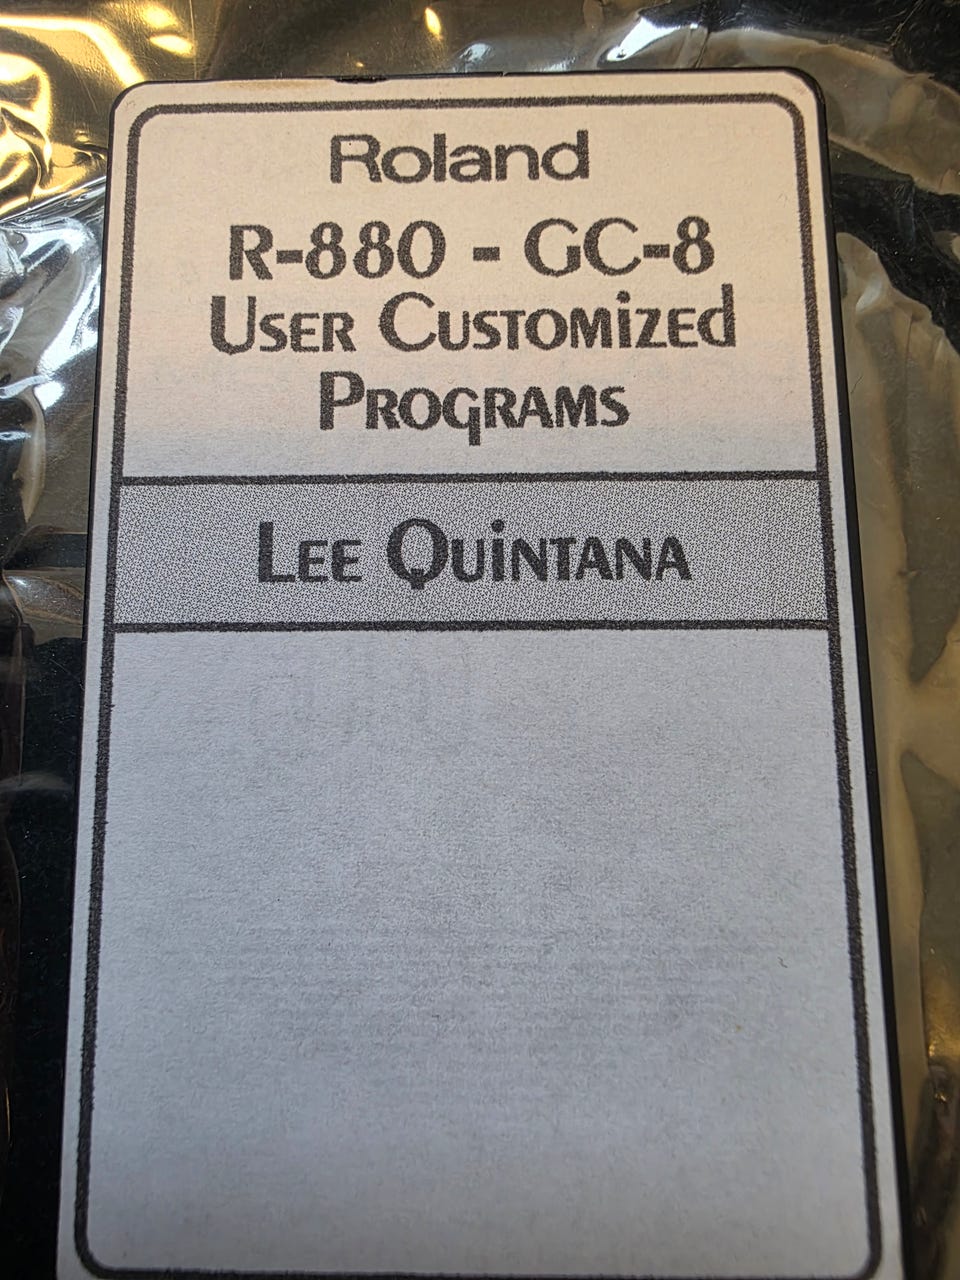 Roland
R-880 - GC-8
User Customized
Programs
Lee Quintana